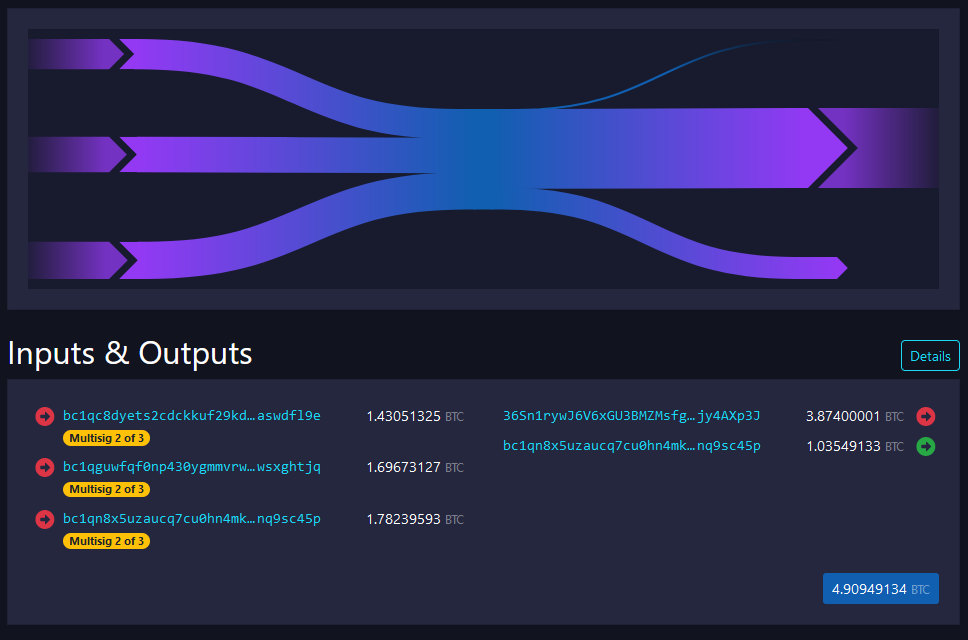 Inputs & Outputs
Details
bc1qc8dyets2cdckkuf29kd…aswdfl9e 1.43051325 BTC 36Sn1rywJ6V6xGU3BMZMsfg…jy4AXp3J 3.87400001 BTC
Multisig 2 of 3
bc1qn8x5uzaucq7cu0hn4mk…nq9sc45p 1.03549133 BTC
bc1qguwfqf0np430ygmmvrw…wsxghtjq 1.69673127 BTC
Multisig 2 of 3
bc1qn8x5uzaucq7cu0hn4mk…nq9sc45p 1.78239593 BTC
Multisig 2 of 3
4.90949134 BTC